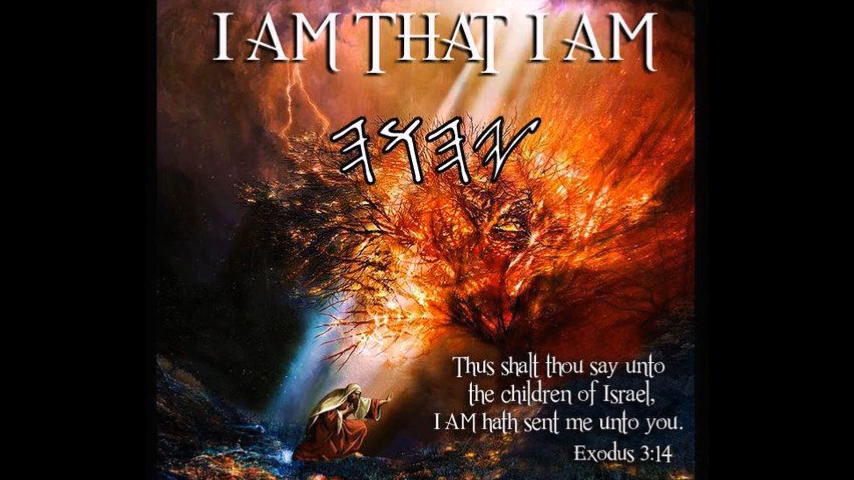 I AM THAT I AM
𐤉𐤄𐤅𐤄
Thus shalt thou say unto
the children of Israel,
I AM hath sent me unto you.
Exodus 3:14